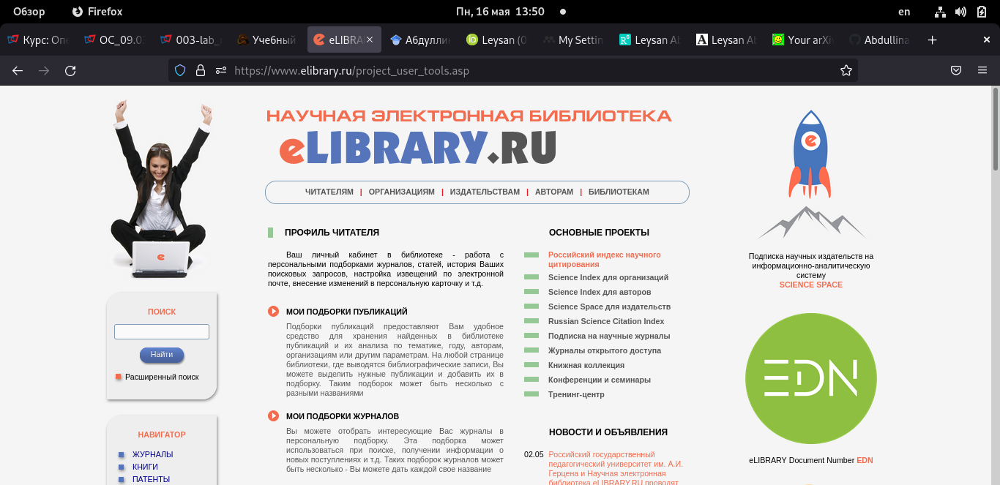 Обзор
Firefox
Пн, 16 мая 13:50
en
Курс: Опе
ОС_09.0
003-lab_
Учебный
eLIBRA
Абдуллин
Leysan (0
My Settin
Leysan Ab
Leysan Ab
Your arXiv
Abdullina
https://www.elibrary.ru/project_user_tools.asp
НАУЧНАЯ ЭЛЕКТРОННАЯ БИБЛИОТЕКА
eLIBRARY.RU
ЧИТАТЕЛЯМ | ОРГАНИЗАЦИЯМ | ИЗДАТЕЛЬСТВАМ | АВТОРАМ | БИБЛИОТЕКАМ
ПОИСК
Найти
Расширенный поиск
НАВИГАТОР
ЖУРНАЛЫ
КНИГИ
ПАТЕНТЫ
ПРОФИЛЬ ЧИТАТЕЛЯ
Ваш личный кабинет в библиотеке - работа с
персональными подборками журналов, статей, история Ваших
поисковых запросов, настройка извещений по электронной
почте, внесение изменений в персональную карточку и т.д.
МОИ ПОДБОРКИ ПУБЛИКАЦИЙ
Подборки публикаций предоставляют Вам удобное
средство для хранения найденных в библиотеке
публикаций и их анализа по тематике, году, авторам,
организациям или другим параметрам. На любой странице
библиотеки, где выводятся библиографические записи, Вы
можете выделить нужные публикации и добавить их в
подборку. Таким подборок может быть несколько с
разными названиями
МОИ ПОДБОРКИ ЖУРНАЛОВ
Вы можете отобрать интересующие Вас журналы в
персональную подборку. Эта подборка может
использоваться при поиске, получении информации о
новых поступлениях и т.д. Таких подборок журналов может
быть несколько - Вы можете дать каждой свое название
ОСНОВНЫЕ ПРОЕКТЫ
Российский индекс научного
цитирования
Science Index для организаций
Science Index для авторов
Science Space для издательств
Russian Science Citation Index
Подписка на научные журналы
Журналы открытого доступа
Книжная коллекция
Конференции и семинары
Тренинг-центр
НОВОСТИ И ОБЪЯВЛЕНИЯ
02.05 Российский государственный
педагогический университет им. А.И.
Герцена и Научная электронная
библиотека eLIBRARY.RU проводят
e
e
Подписка научных издательств на
информационно-аналитическую
систему
SCIENCE SPACE
EDN
eLIBRARY Document Number EDN